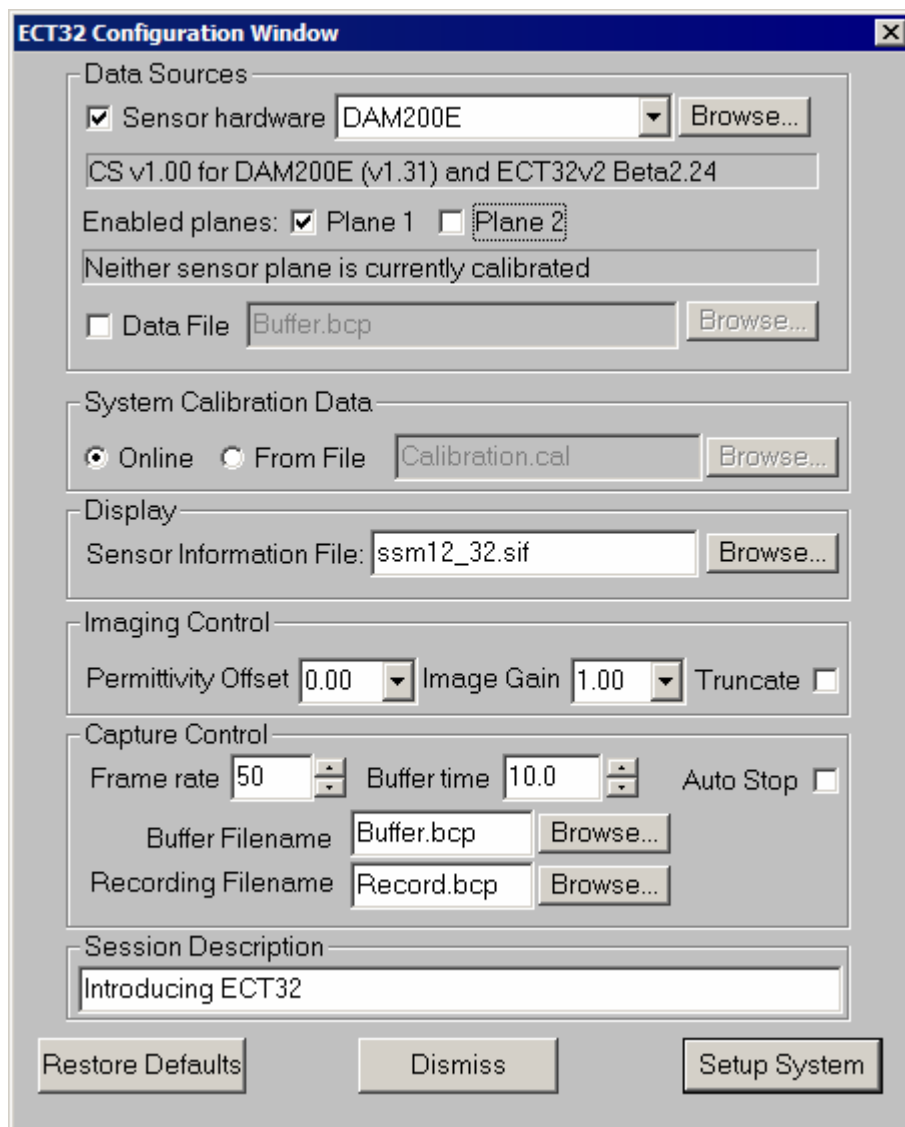 ECT32 Configuration Window
Data Sources
Sensor hardware DAM200E Browse...
CS v1.00 for DAM200E (v1.31) and ECT32v2 Beta2.24
Enabled planes: Plane 1 Plane 2
Neither sensor plane is currently calibrated
Data File Buffer.bcp Browse...
System Calibration Data
Online From File Calibration.cal Browse...
Display
Sensor Information File: ssm12_32.sif Browse...
Imaging Control
Permittivity Offset 0.00 Image Gain 1.00 Truncate
Capture Control
Frame rate 50 Buffer time 10.0 Auto Stop
Buffer Filename Buffer.bcp Browse...
Recording Filename Record.bcp Browse...
Session Description
Introducing ECT32
Restore Defaults Dismiss Setup System